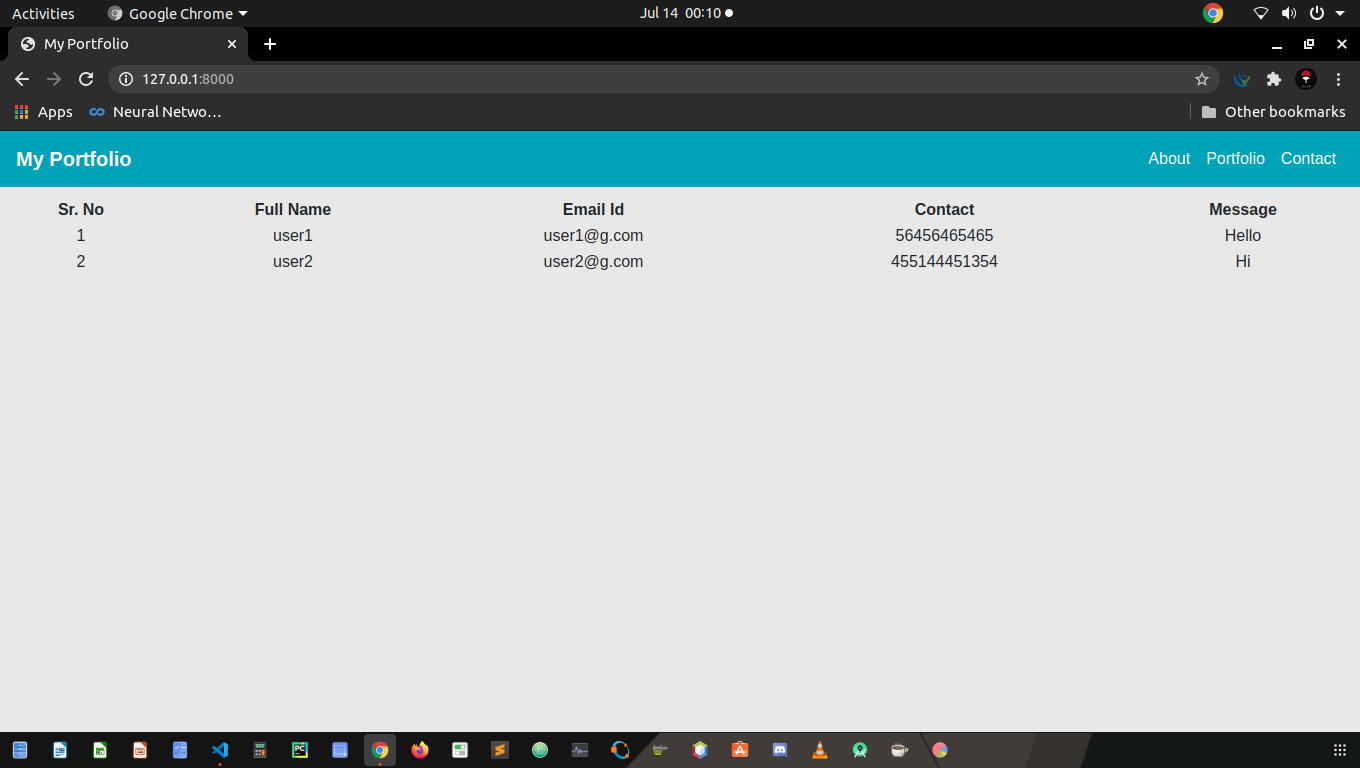 Activities Google Chrome Jul 14 00:10
My Portfolio
127.0.0.1:8000
Apps Neural Netwo… Other bookmarks
My Portfolio About Portfolio Contact
Sr. No Full Name Email Id Contact Message
1 user1 user1@g.com 56456465465 Hello
2 user2 user2@g.com 455144451354 Hi